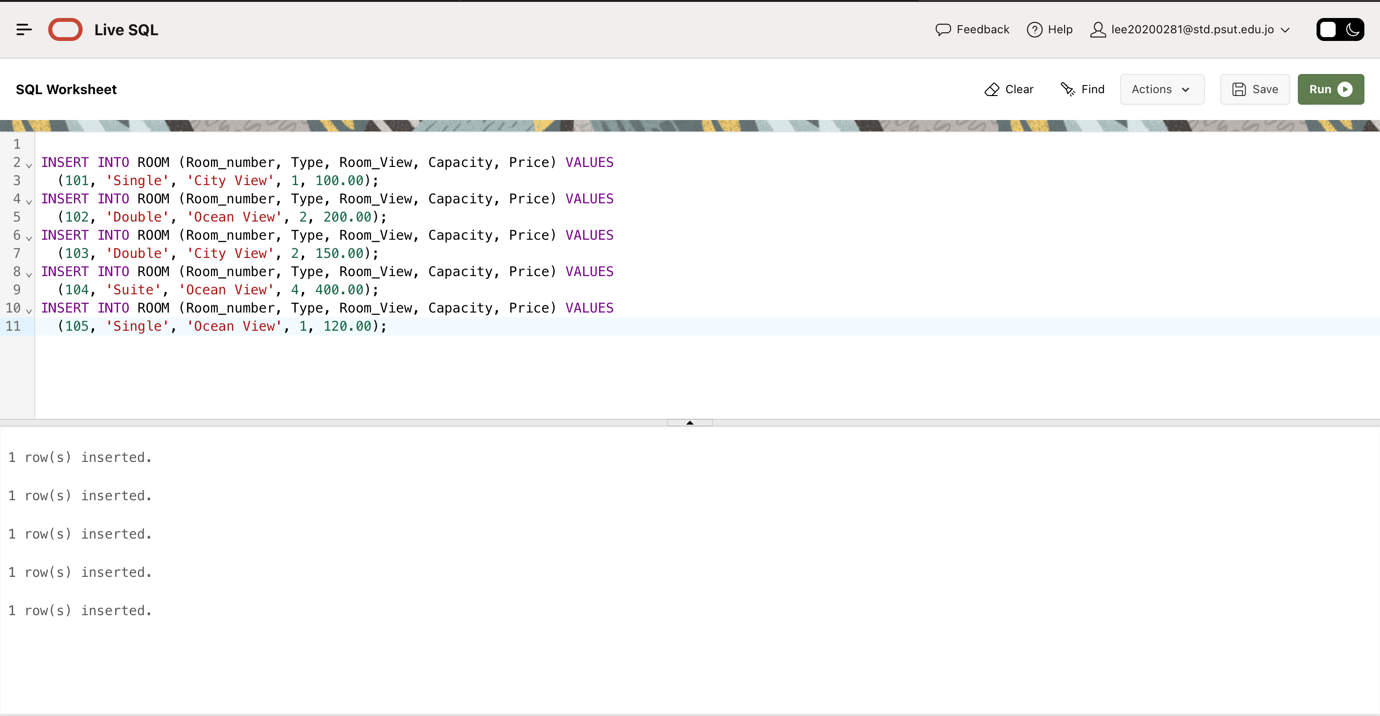 Live SQL
Feedback
Help
lee20200281@std.psut.edu.jo
SQL Worksheet
Clear
Find
Actions
Save
Run
1
2 INSERT INTO ROOM (Room_number, Type, Room_View, Capacity, Price) VALUES
3 (101, 'Single', 'City View', 1, 100.00);
4 INSERT INTO ROOM (Room_number, Type, Room_View, Capacity, Price) VALUES
5 (102, 'Double', 'Ocean View', 2, 200.00);
6 INSERT INTO ROOM (Room_number, Type, Room_View, Capacity, Price) VALUES
7 (103, 'Double', 'City View', 2, 150.00);
8 INSERT INTO ROOM (Room_number, Type, Room_View, Capacity, Price) VALUES
9 (104, 'Suite', 'Ocean View', 4, 400.00);
10 INSERT INTO ROOM (Room_number, Type, Room_View, Capacity, Price) VALUES
11 (105, 'Single', 'Ocean View', 1, 120.00);
1 row(s) inserted.
1 row(s) inserted.
1 row(s) inserted.
1 row(s) inserted.
1 row(s) inserted.